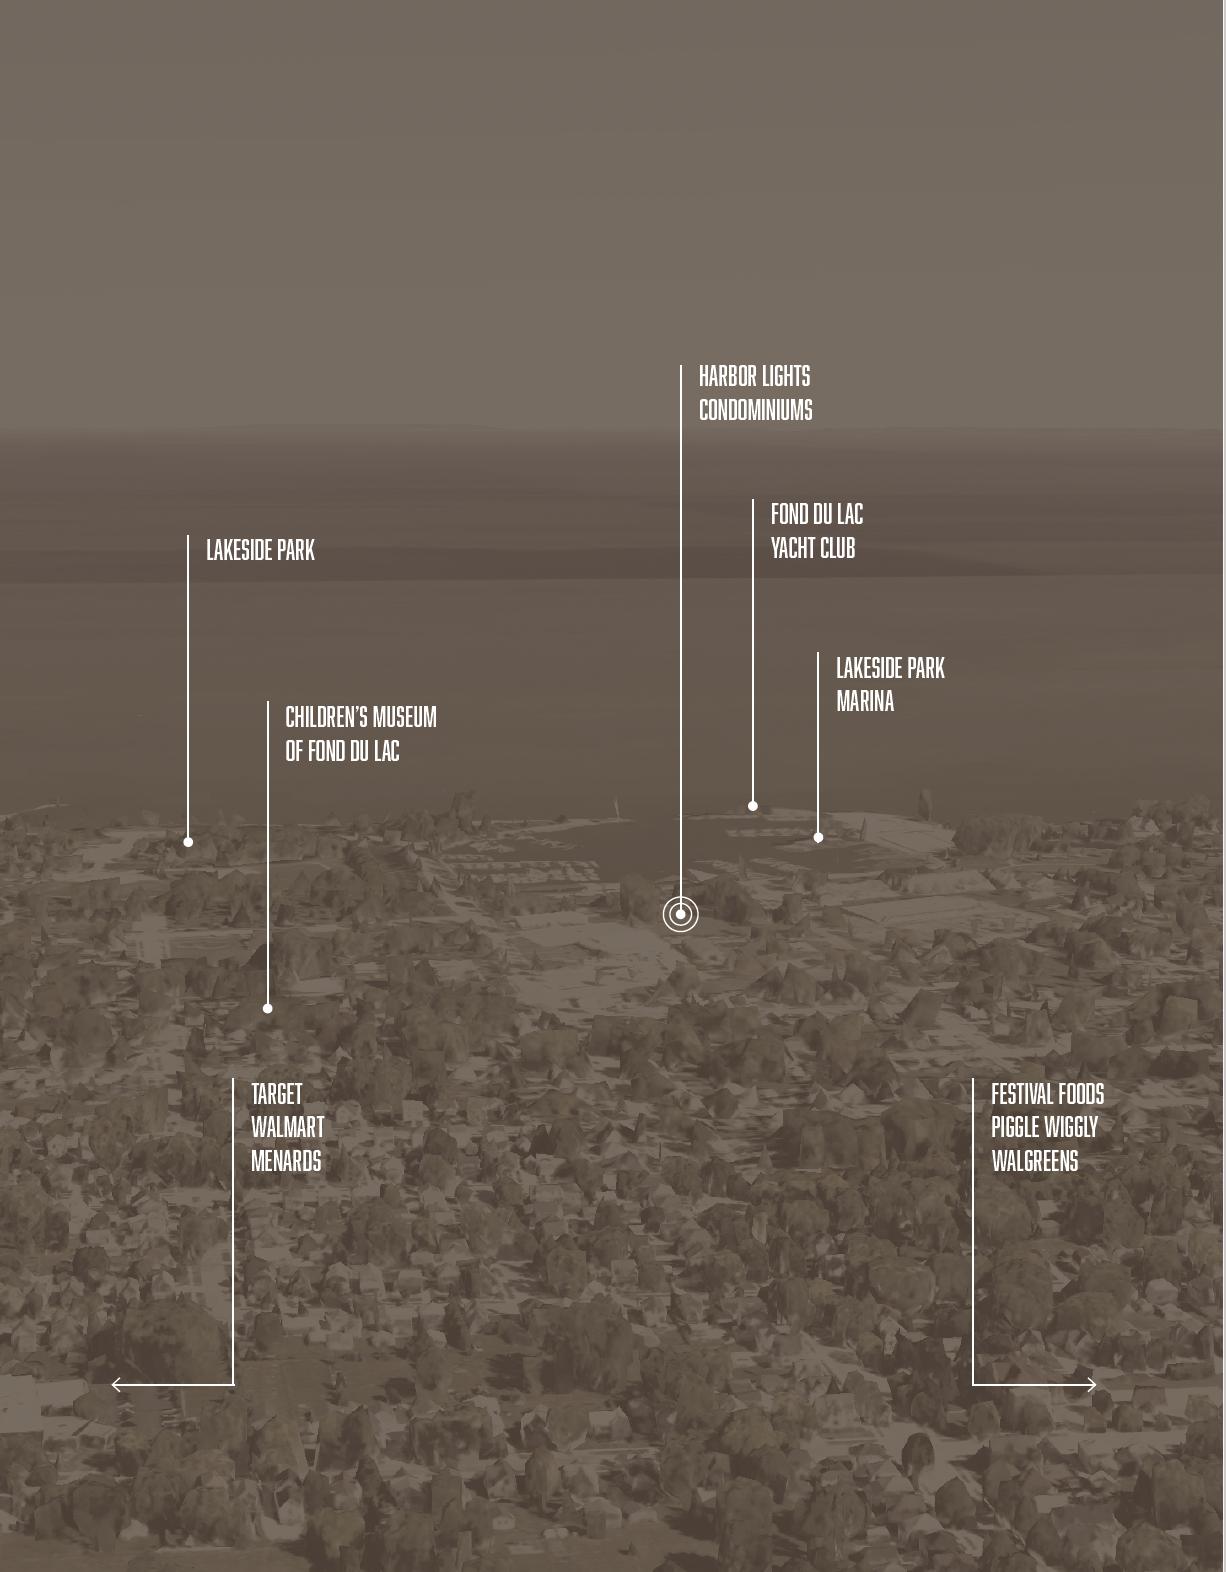 HARBOR LIGHTS
CONDOMINIUMS
FOND DU LAC
YACHT CLUB
LAKESIDE PARK
LAKESIDE PARK
MARINA
CHILDREN'S MUSEUM
OF FOND DU LAC
TARGET
WALMART
MENARDS
FESTIVAL FOODS
PIGGLE WIGGLY
WALGREENS